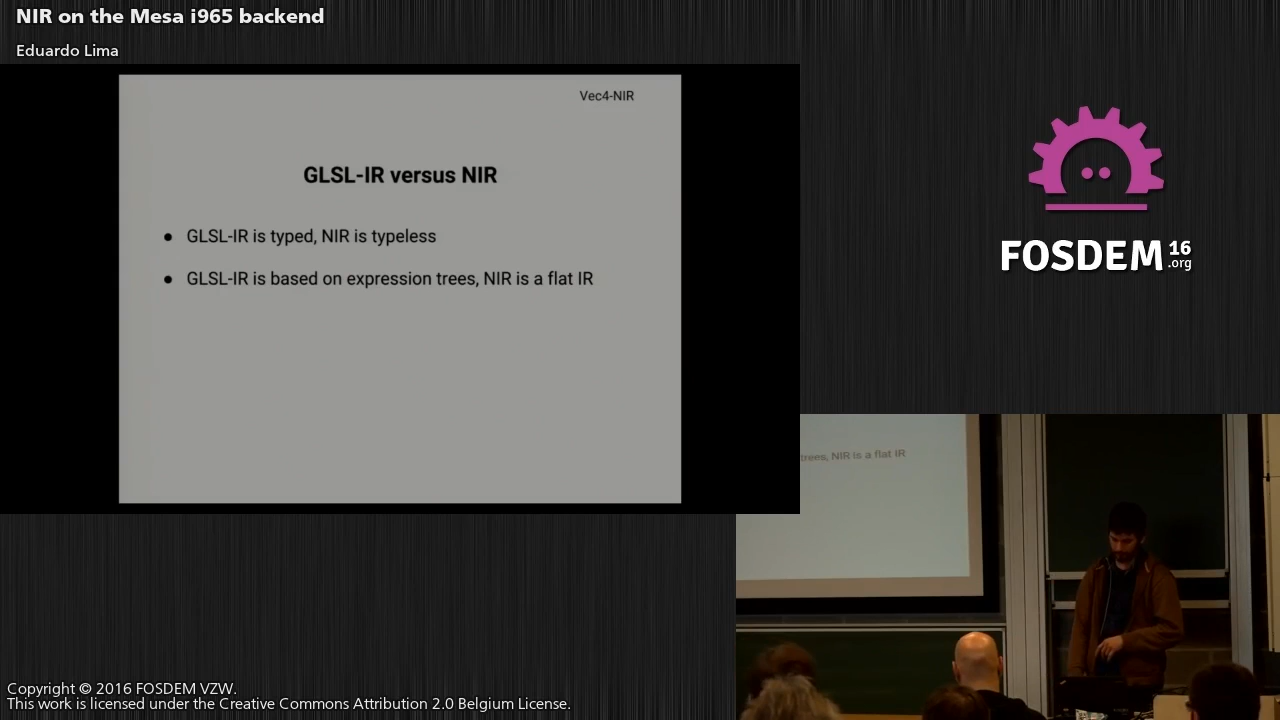 NIR on the Mesa i965 backend
Eduardo Lima
Vec4-NIR
GLSL-IR versus NIR
● GLSL-IR is typed, NIR is typeless
● GLSL-IR is based on expression trees, NIR is a flat IR
FOSDEM 16 .org
trees, NIR is a flat IR
Copyright © 2016 FOSDEM VZW.
This work is licensed under the Creative Commons Attribution 2.0 Belgium License.